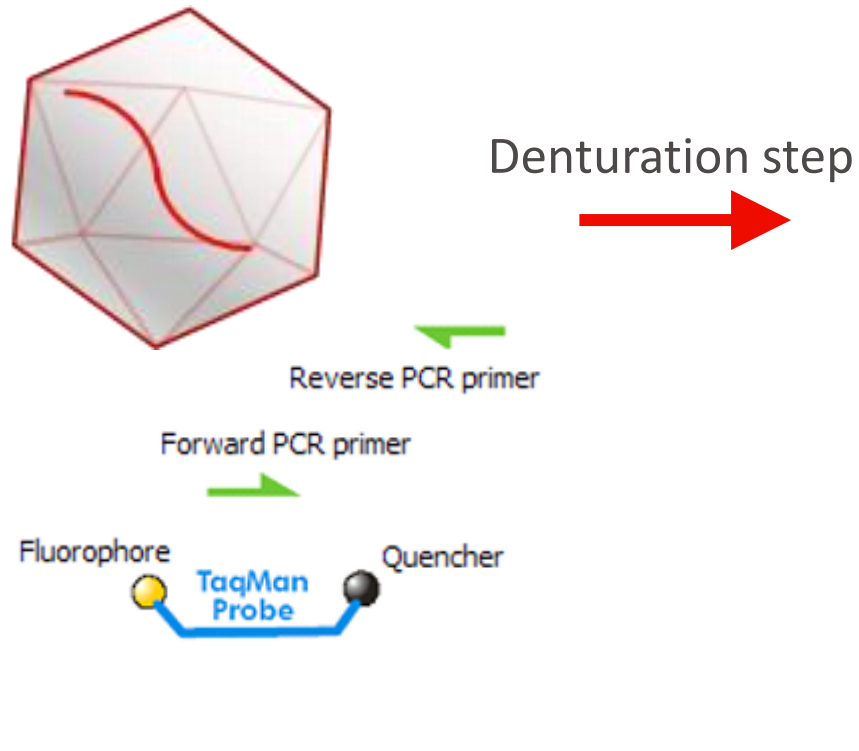 Denturation step
Reverse PCR primer
Forward PCR primer
Fluorophore
Quencher
TaqMan
Probe